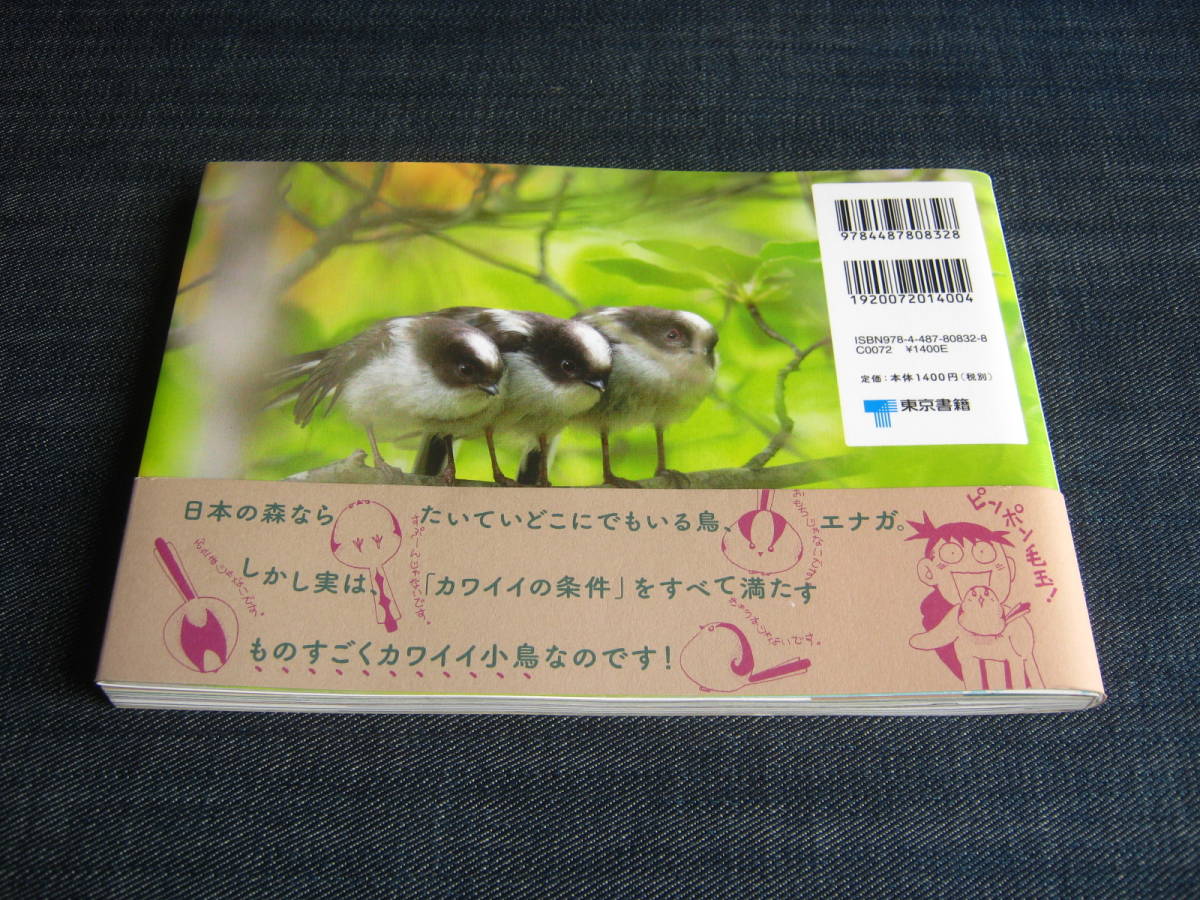 9784487808328
1920072014004
ISBN978-4-487-80832-8
C0072 ¥1400E
定価：本体1400円（税別）
東京書籍
日本の森なら たいていどこにでもいる鳥、エナガ。
しかし実は、「カワイイの条件」をすべて満たす
ものすごくカワイイ小鳥なのです！
ピンポン毛玉！